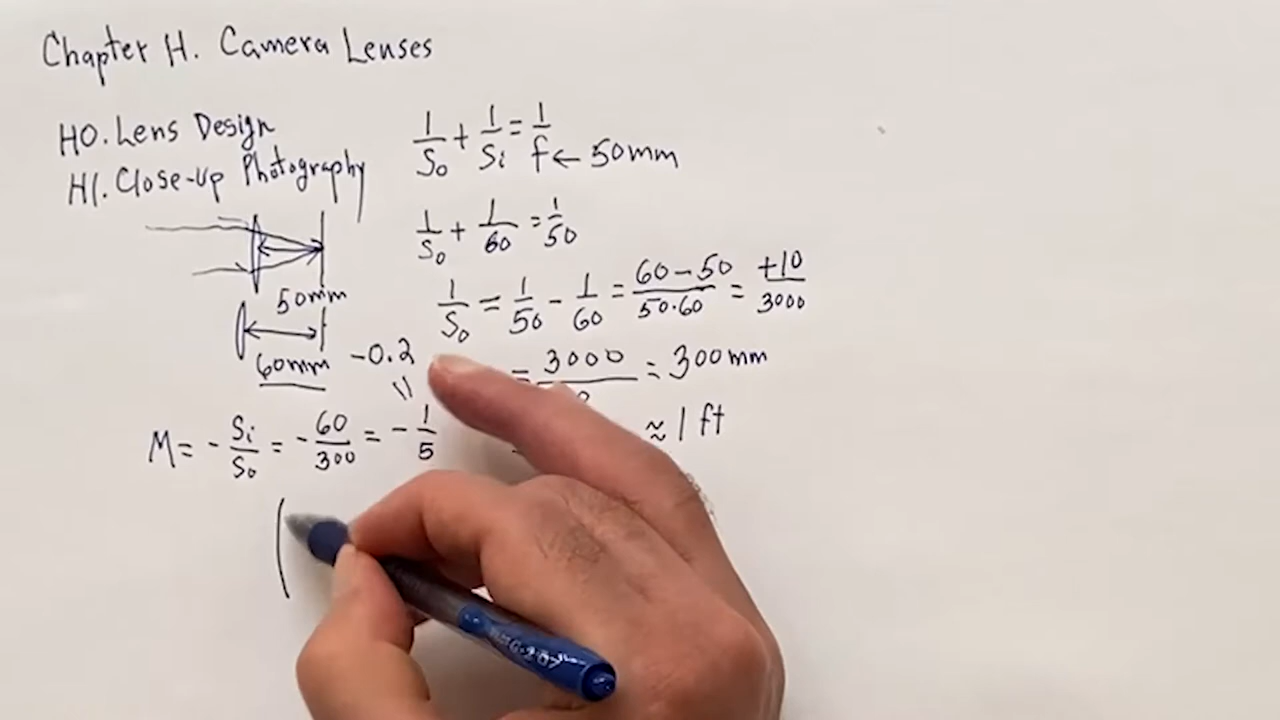 Chapter H. Camera Lenses
H0. Lens Design
H1. Close-Up Photography
1/So + 1/Si = 1/f ← 50mm
1/So + 1/60 = 1/50
1/So = 1/50 - 1/60 = 60-50/50·60 = +10/3000
50mm
60mm
= 3000/ = 300mm
≈ 1 ft
-0.2
M = - Si/So = - 60/300 = - 1/5